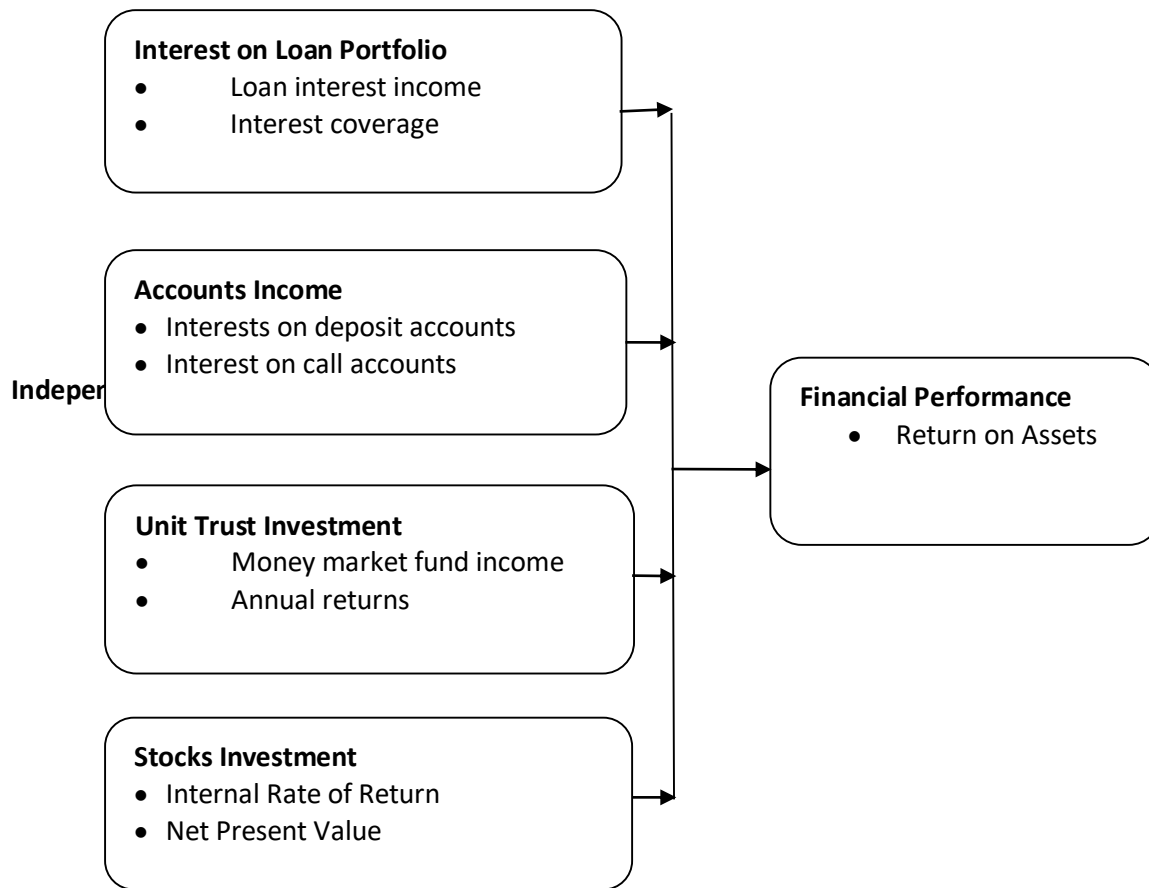 Interest on Loan Portfolio
● Loan interest income
● Interest coverage
Accounts Income
● Interests on deposit accounts
● Interest on call accounts
Financial Performance
● Return on Assets
Unit Trust Investment
● Money market fund income
● Annual returns
Stocks Investment
● Internal Rate of Return
● Net Present Value